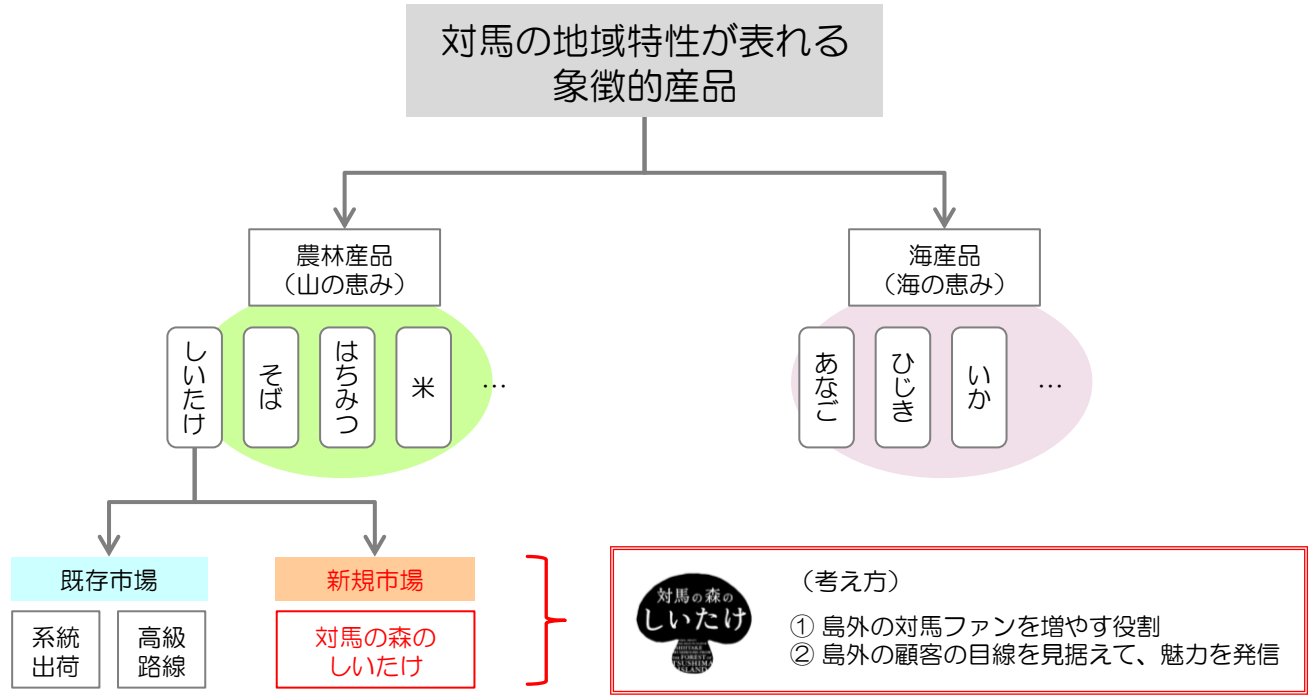 対馬の地域特性が表れる
象徴的産品
農林産品
（山の恵み）
海産品
（海の恵み）
しいたけ
そば
はちみつ
米
…
あなご
ひじき
いか
…
既存市場
新規市場
系統
出荷
高級
路線
対馬の森の
しいたけ
対馬の森の
しいたけ
（考え方）
① 島外の対馬ファンを増やす役割
② 島外の顧客の目線を見据えて、魅力を発信